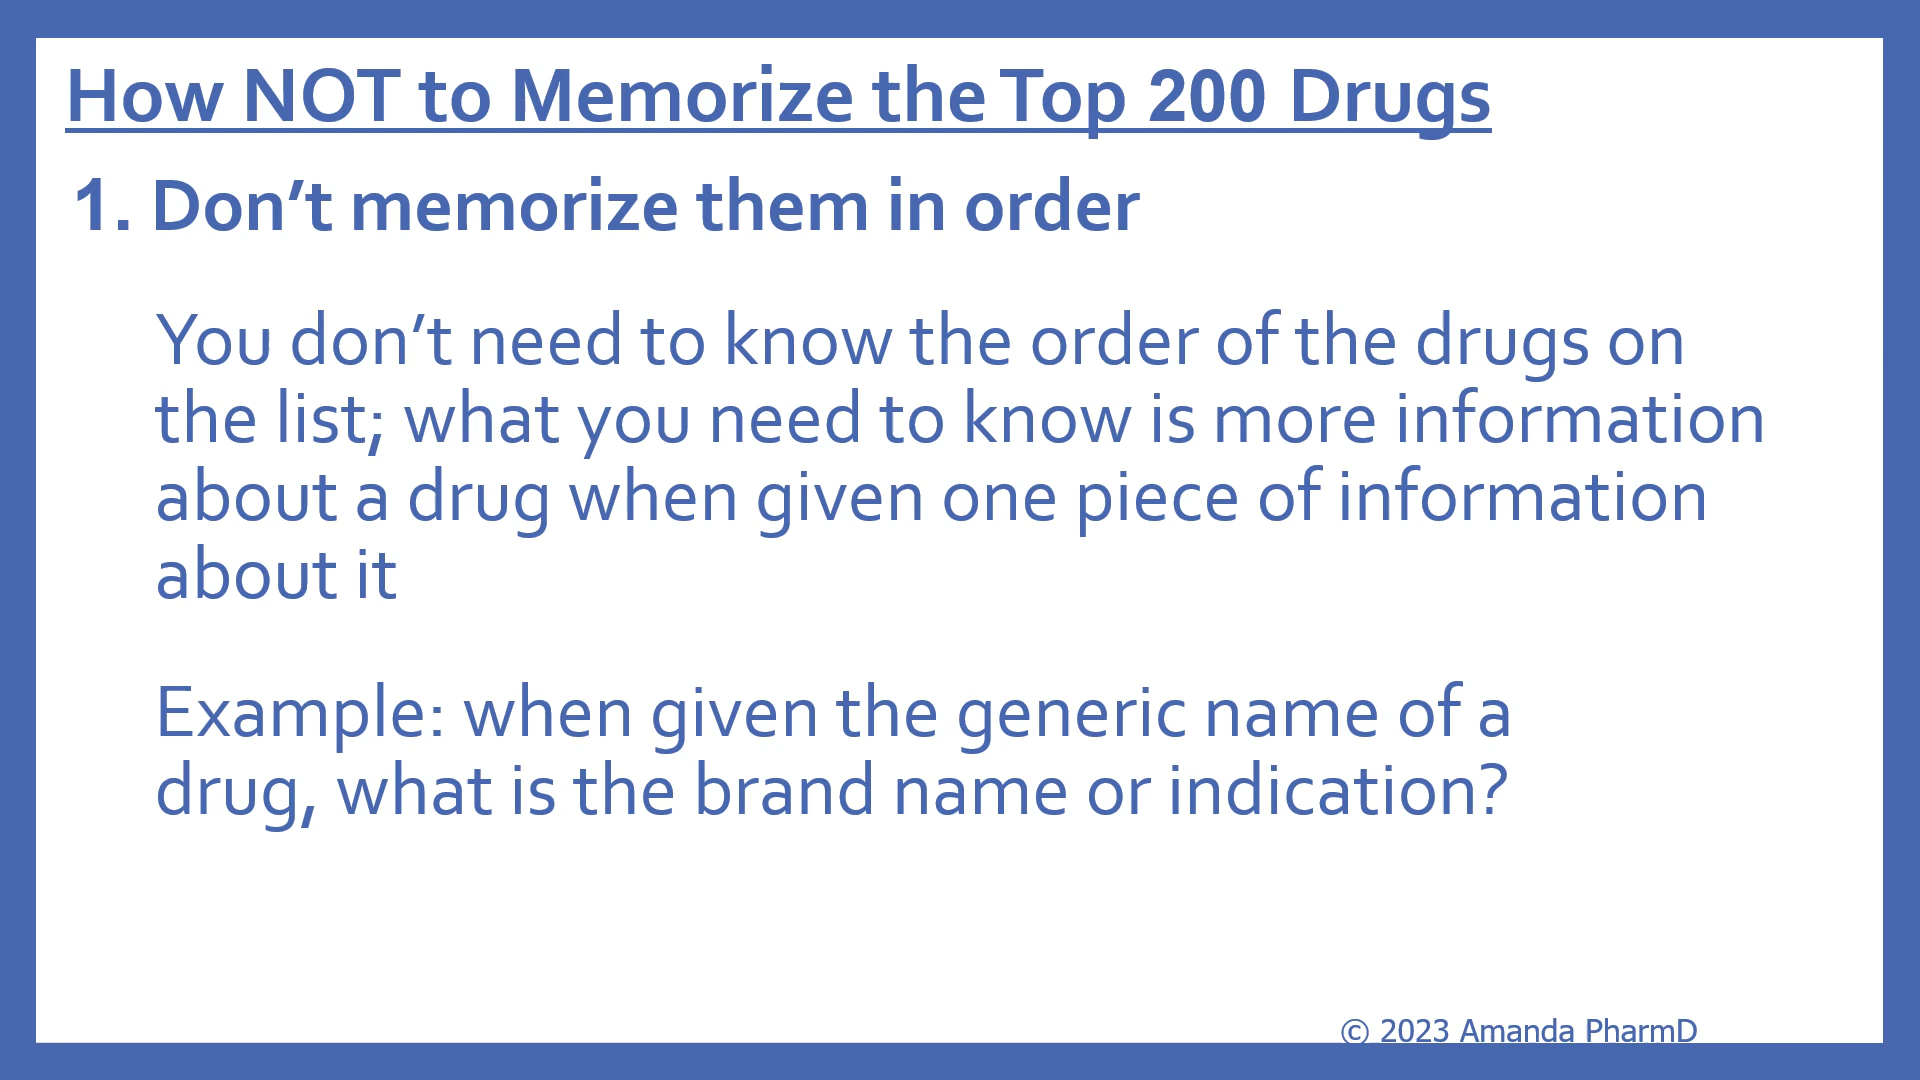 How NOT to Memorize the Top 200 Drugs
1. Don’t memorize them in order
You don’t need to know the order of the drugs on
the list; what you need to know is more information
about a drug when given one piece of information
about it
Example: when given the generic name of a
drug, what is the brand name or indication?
© 2023 Amanda PharmD